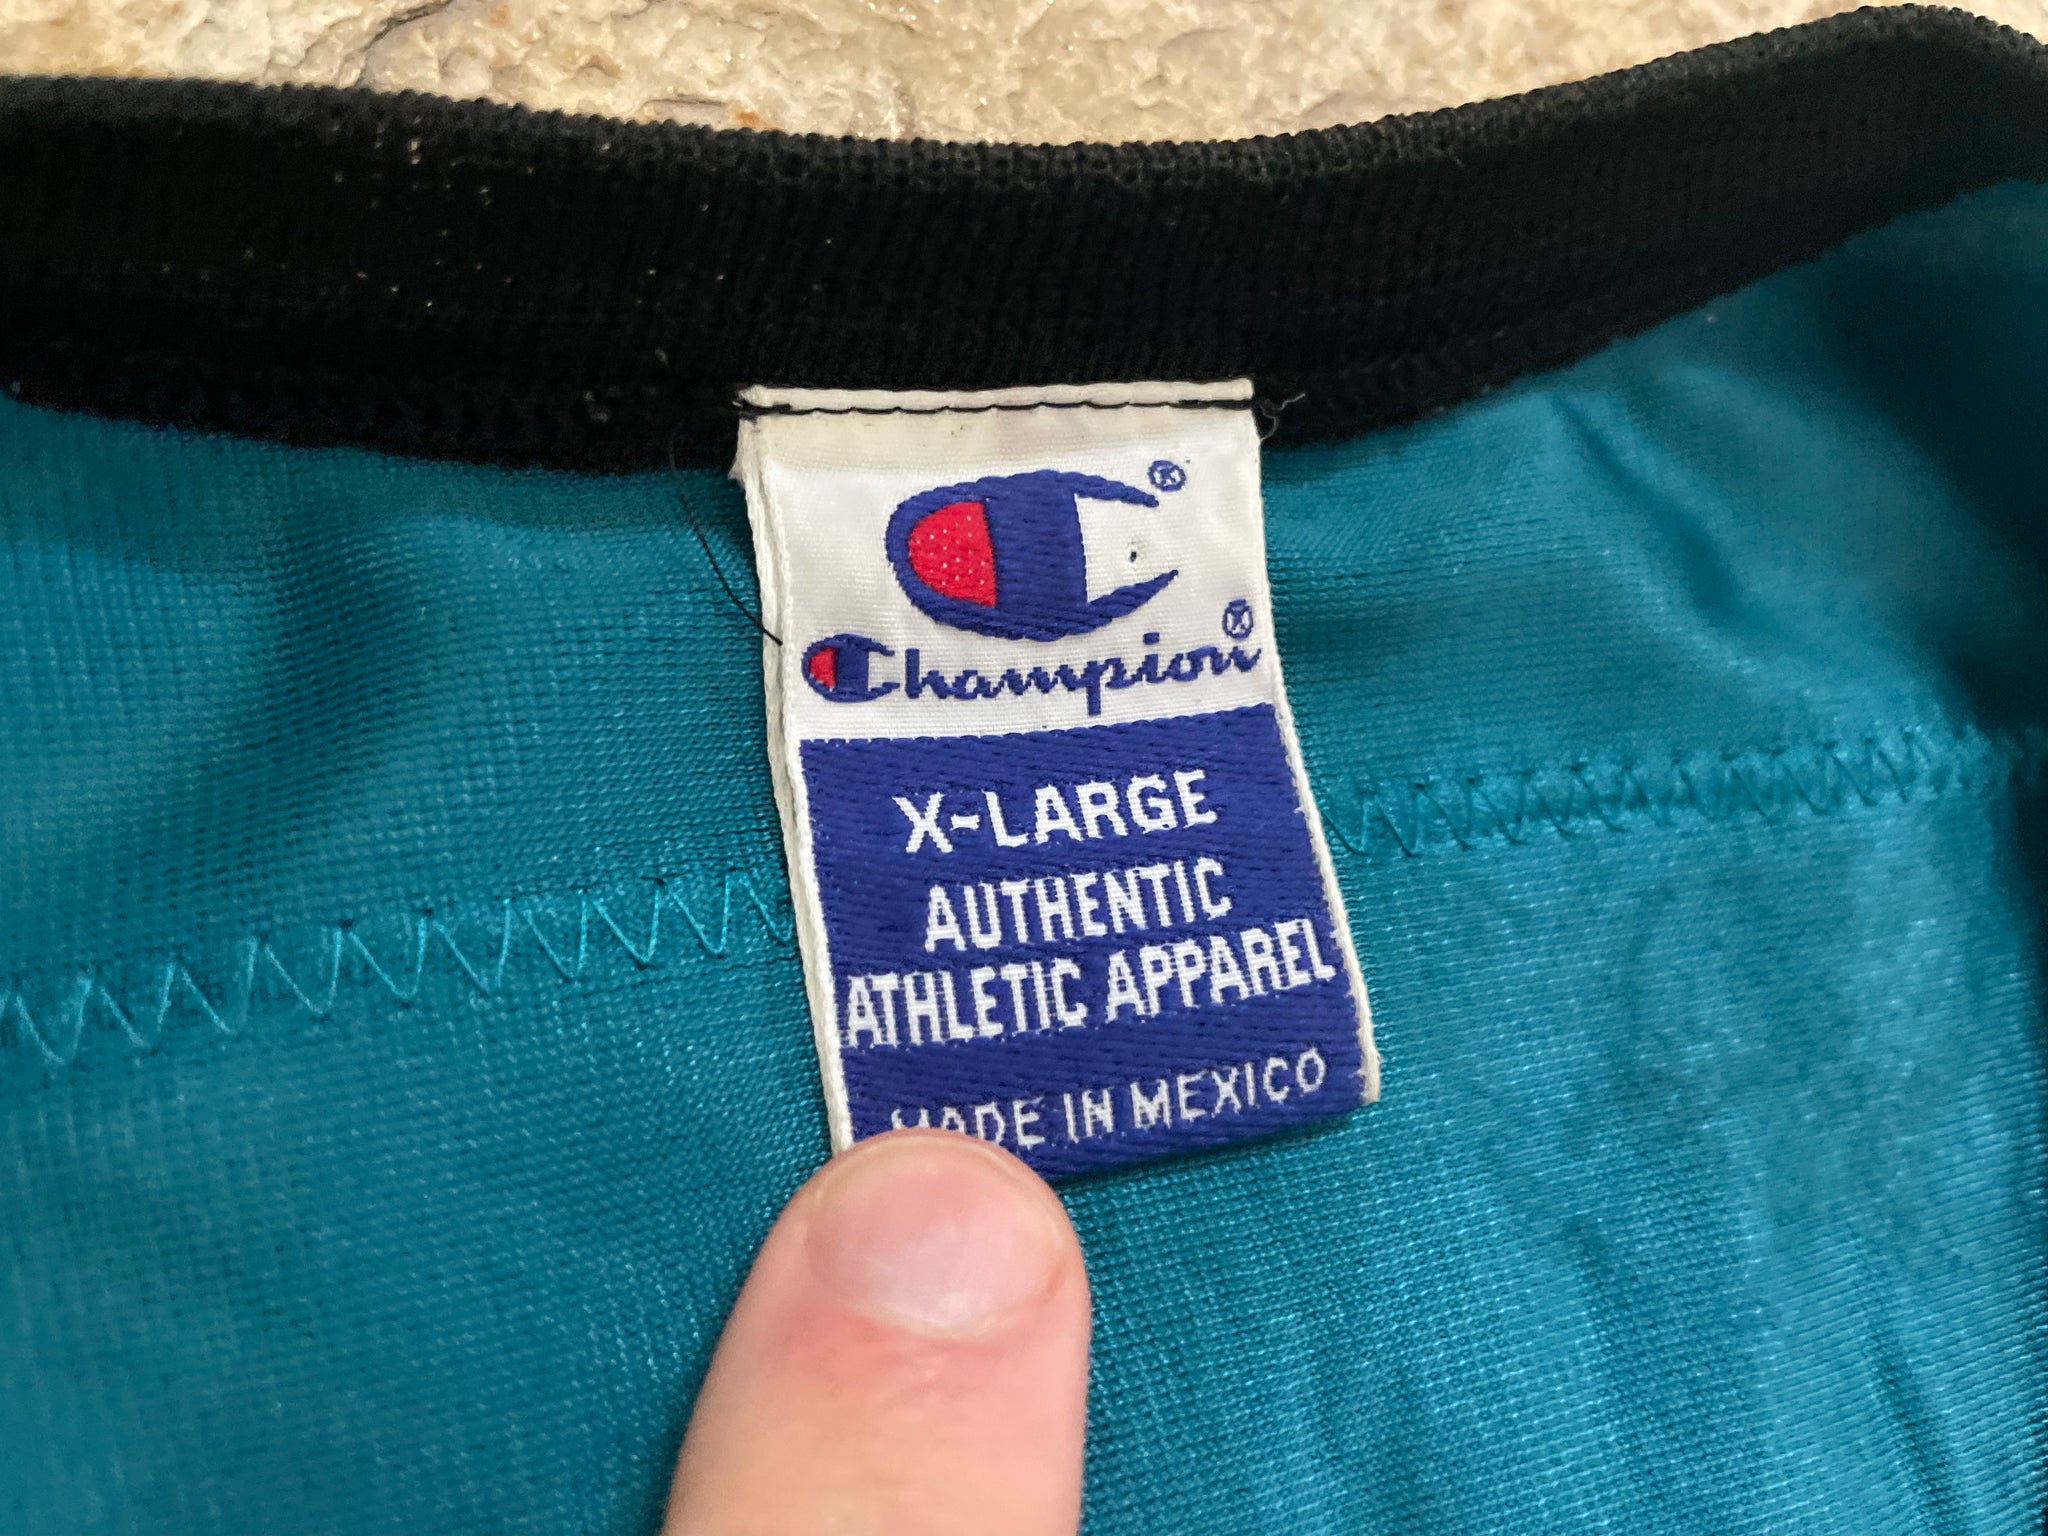 Champion®
X-LARGE
AUTHENTIC
ATHLETIC APPAREL
MADE IN MEXICO